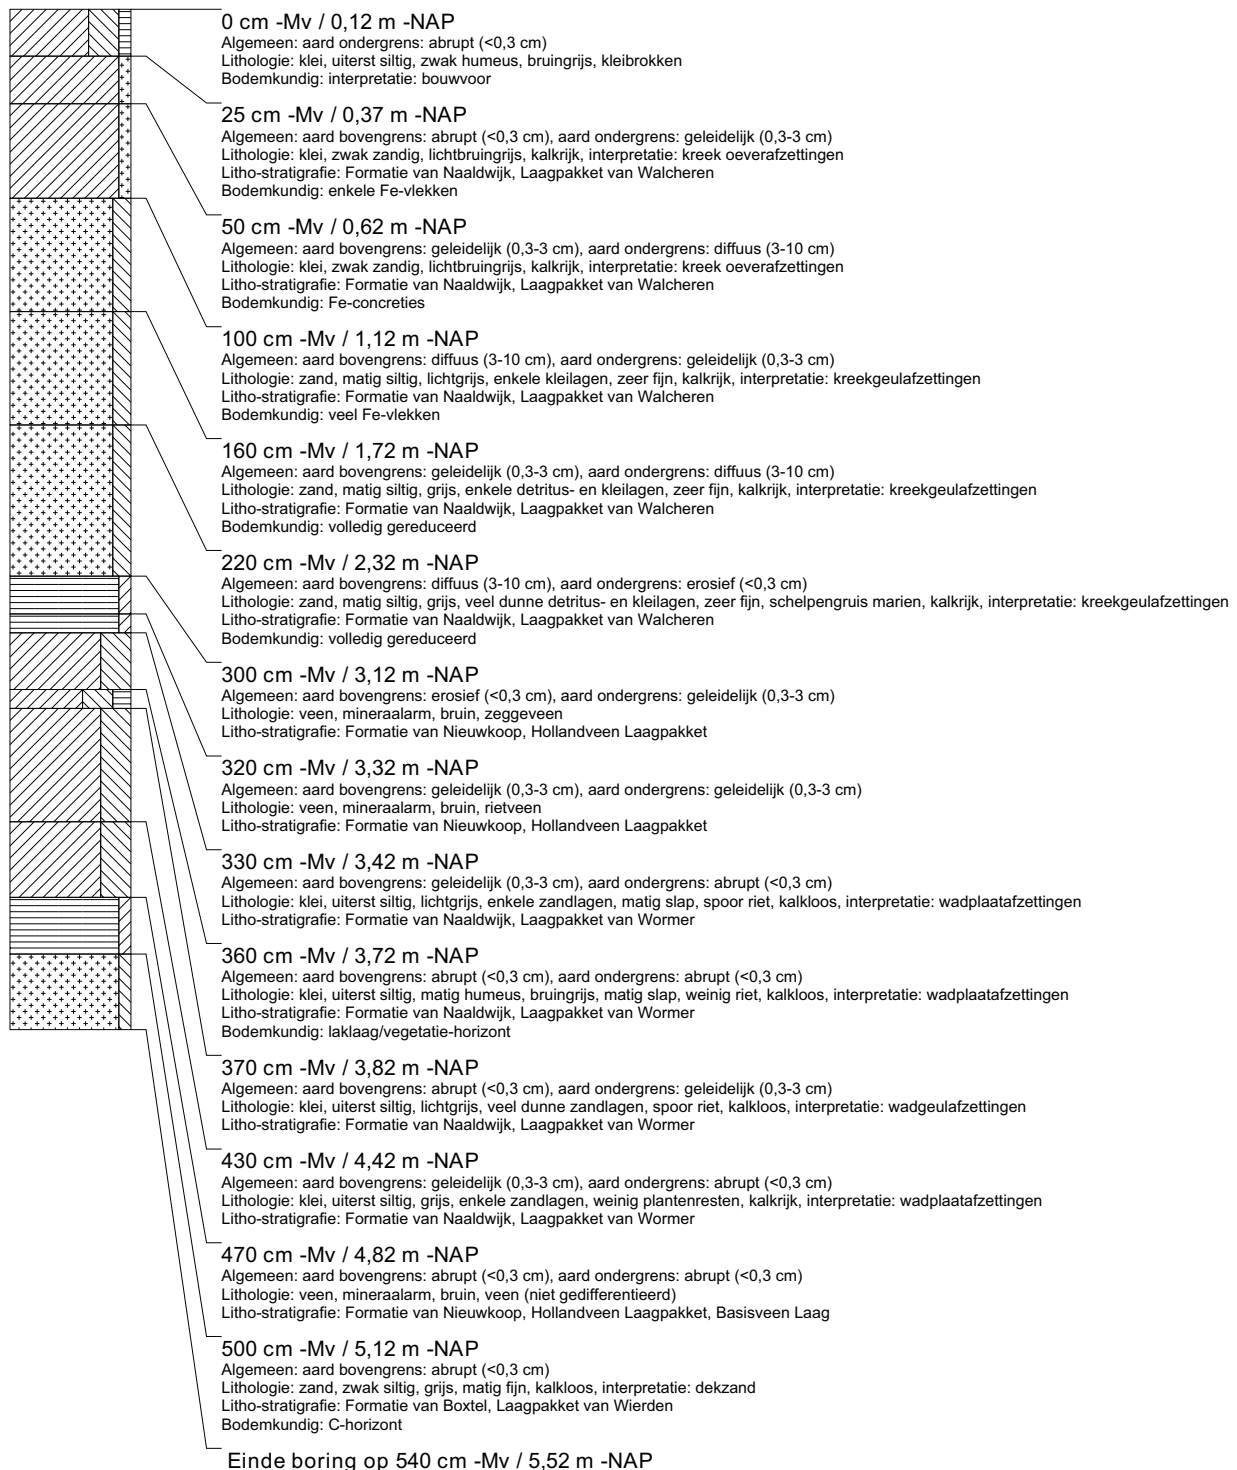 0 cm -Mv / 0,12 m -NAP
Algemeen: aard ondergrens: abrupt (<0,3 cm)
Lithologie: klei, uiterst siltig, zwak humeus, bruingrijs, kleibrokken
Bodemkundig: interpretatie: bouwvoor
25 cm -Mv / 0,37 m -NAP
Algemeen: aard bovengrens: abrupt (<0,3 cm), aard ondergrens: geleidelijk (0,3-3 cm)
Lithologie: klei, zwak zandig, lichtbruingrijs, kalkrijk, interpretatie: kreek oeverafzettingen
Litho-stratigrafie: Formatie van Naaldwijk, Laagpakket van Walcheren
Bodemkundig: enkele Fe-vlekken
50 cm -Mv / 0,62 m -NAP
Algemeen: aard bovengrens: geleidelijk (0,3-3 cm), aard ondergrens: diffuus (3-10 cm)
Lithologie: klei, zwak zandig, lichtbruingrijs, kalkrijk, interpretatie: kreek oeverafzettingen
Litho-stratigrafie: Formatie van Naaldwijk, Laagpakket van Walcheren
Bodemkundig: Fe-concreties
100 cm -Mv / 1,12 m -NAP
Algemeen: aard bovengrens: diffuus (3-10 cm), aard ondergrens: geleidelijk (0,3-3 cm)
Lithologie: zand, matig siltig, lichtgrijs, enkele kleilagen, zeer fijn, kalkrijk, interpretatie: kreekgeulafzettingen
Litho-stratigrafie: Formatie van Naaldwijk, Laagpakket van Walcheren
Bodemkundig: veel Fe-vlekken
160 cm -Mv / 1,72 m -NAP
Algemeen: aard bovengrens: geleidelijk (0,3-3 cm), aard ondergrens: diffuus (3-10 cm)
Lithologie: zand, matig siltig, grijs, enkele detritus- en kleilagen, zeer fijn, kalkrijk, interpretatie: kreekgeulafzettingen
Litho-stratigrafie: Formatie van Naaldwijk, Laagpakket van Walcheren
Bodemkundig: volledig gereduceerd
220 cm -Mv / 2,32 m -NAP
Algemeen: aard bovengrens: diffuus (3-10 cm), aard ondergrens: erosief (<0,3 cm)
Lithologie: zand, matig siltig, grijs, veel dunne detritus- en kleilagen, zeer fijn, schelpengruis marien, kalkrijk, interpretatie: kreekgeulafzettingen
Litho-stratigrafie: Formatie van Naaldwijk, Laagpakket van Walcheren
Bodemkundig: volledig gereduceerd
300 cm -Mv / 3,12 m -NAP
Algemeen: aard bovengrens: erosief (<0,3 cm), aard ondergrens: geleidelijk (0,3-3 cm)
Lithologie: veen, mineraalarm, bruin, zeggeveen
Litho-stratigrafie: Formatie van Nieuwkoop, Hollandveen Laagpakket
320 cm -Mv / 3,32 m -NAP
Algemeen: aard bovengrens: geleidelijk (0,3-3 cm), aard ondergrens: geleidelijk (0,3-3 cm)
Lithologie: veen, mineraalarm, bruin, rietveen
Litho-stratigrafie: Formatie van Nieuwkoop, Hollandveen Laagpakket
330 cm -Mv / 3,42 m -NAP
Algemeen: aard bovengrens: geleidelijk (0,3-3 cm), aard ondergrens: abrupt (<0,3 cm)
Lithologie: klei, uiterst siltig, lichtgrijs, enkele zandlagen, matig slap, spoor riet, kalkloos, interpretatie: wadplaatafzettingen
Litho-stratigrafie: Formatie van Naaldwijk, Laagpakket van Wormer
360 cm -Mv / 3,72 m -NAP
Algemeen: aard bovengrens: abrupt (<0,3 cm), aard ondergrens: abrupt (<0,3 cm)
Lithologie: klei, uiterst siltig, matig humeus, bruingrijs, matig slap, weinig riet, kalkloos, interpretatie: wadplaatafzettingen
Litho-stratigrafie: Formatie van Naaldwijk, Laagpakket van Wormer
Bodemkundig: laklaag/vegetatie-horizont
370 cm -Mv / 3,82 m -NAP
Algemeen: aard bovengrens: abrupt (<0,3 cm), aard ondergrens: geleidelijk (0,3-3 cm)
Lithologie: klei, uiterst siltig, lichtgrijs, veel dunne zandlagen, spoor riet, kalkloos, interpretatie: wadgeulafzettingen
Litho-stratigrafie: Formatie van Naaldwijk, Laagpakket van Wormer
430 cm -Mv / 4,42 m -NAP
Algemeen: aard bovengrens: geleidelijk (0,3-3 cm), aard ondergrens: abrupt (<0,3 cm)
Lithologie: klei, uiterst siltig, grijs, enkele zandlagen, weinig plantenresten, kalkrijk, interpretatie: wadplaatafzettingen
Litho-stratigrafie: Formatie van Naaldwijk, Laagpakket van Wormer
470 cm -Mv / 4,82 m -NAP
Algemeen: aard bovengrens: abrupt (<0,3 cm), aard ondergrens: abrupt (<0,3 cm)
Lithologie: veen, mineraalarm, bruin, veen (niet gedifferentieerd)
Litho-stratigrafie: Formatie van Nieuwkoop, Hollandveen Laagpakket, Basisveen Laag
500 cm -Mv / 5,12 m -NAP
Algemeen: aard bovengrens: abrupt (<0,3 cm)
Lithologie: zand, zwak siltig, grijs, matig fijn, kalkloos, interpretatie: dekzand
Litho-stratigrafie: Formatie van Boxtel, Laagpakket van Wierden
Bodemkundig: C-horizont
Einde boring op 540 cm -Mv / 5,52 m -NAP